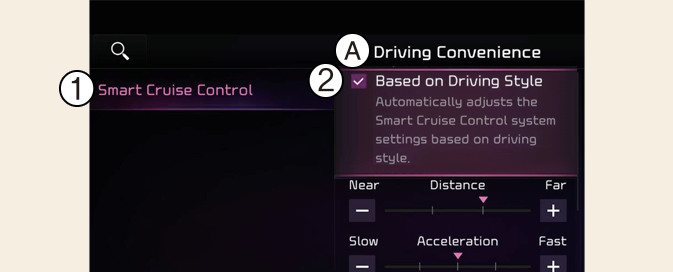 A Driving Convenience
1 Smart Cruise Control
2 Based on Driving Style
Automatically adjusts the
Smart Cruise Control system
settings based on driving
style.
Near Distance Far
Slow Acceleration Fast